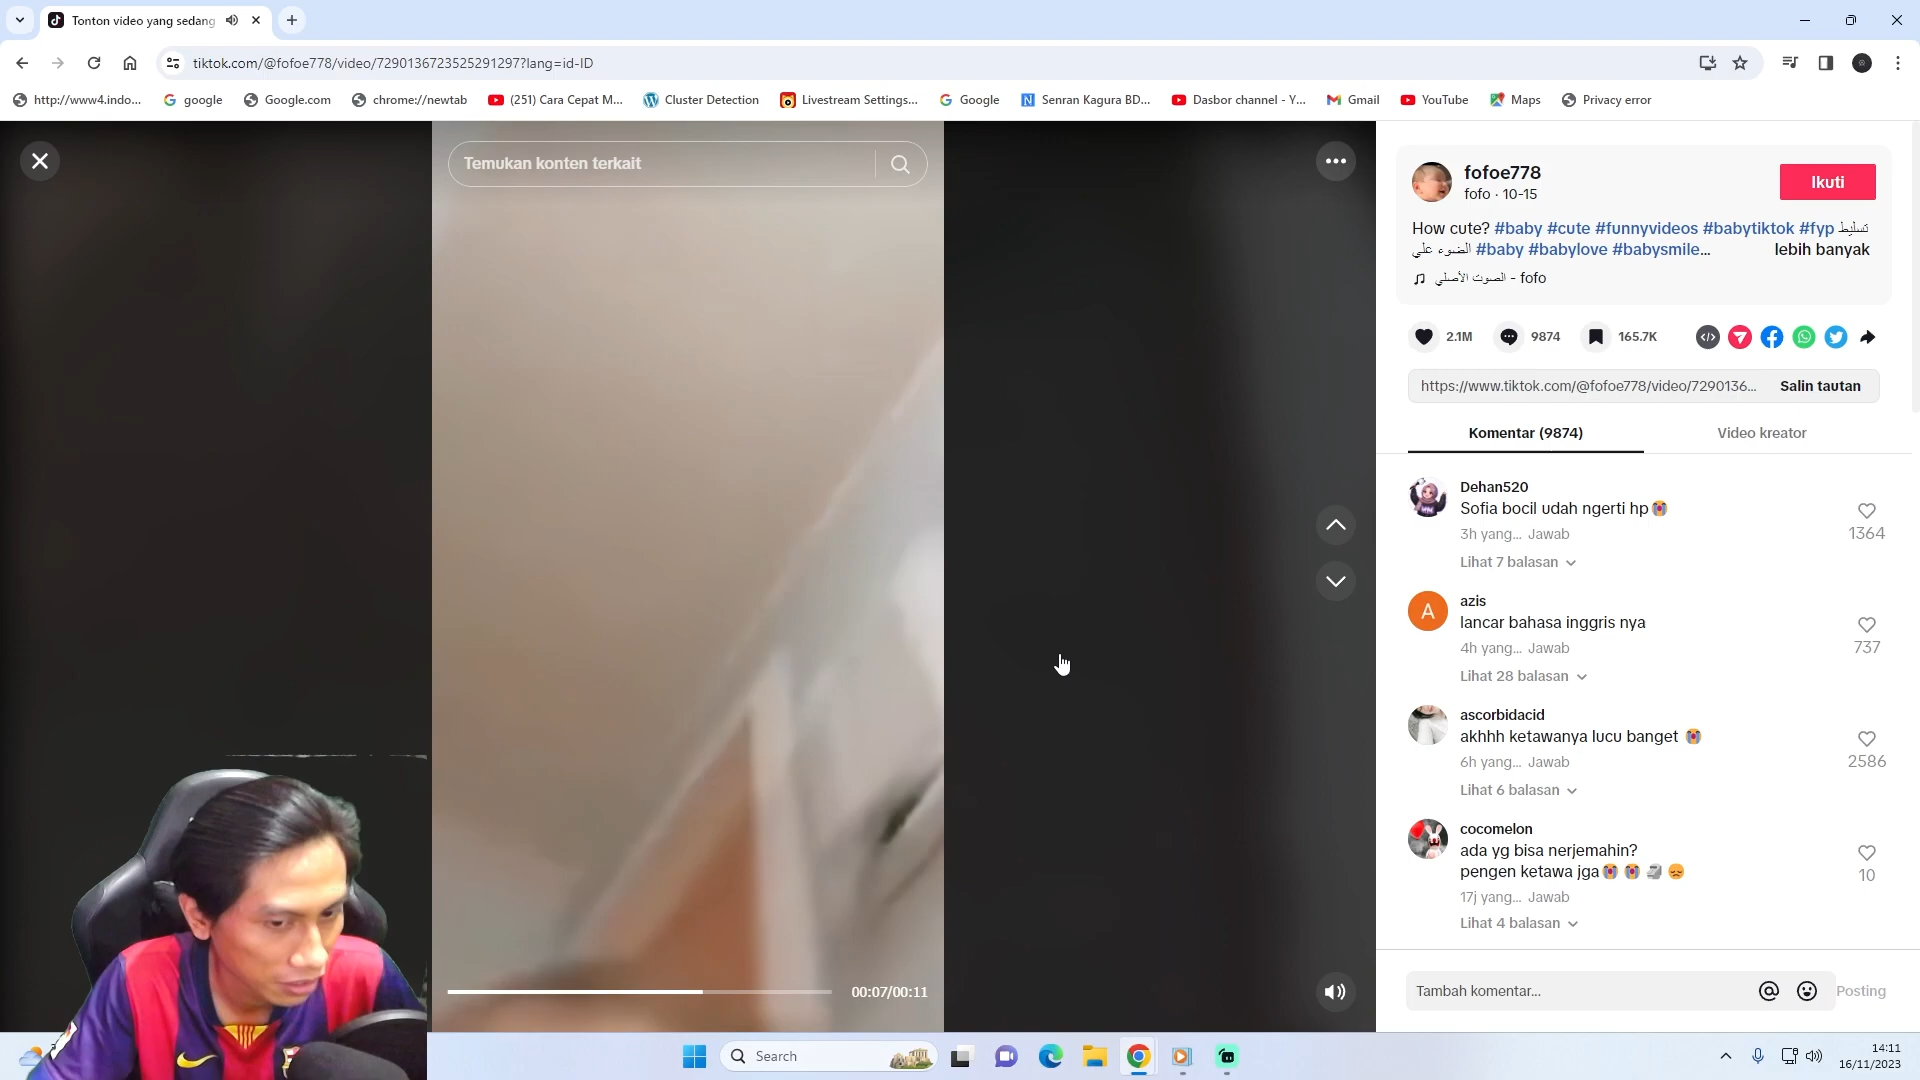 Tonton video yang sedang
tiktok.com/@fofoe778/video/7290136723525291297?lang=id-ID
http://www4.indo...
google
Google.com
chrome://newtab
(251) Cara Cepat M...
Cluster Detection
Livestream Settings...
Google
Senran Kagura BD...
Dasbor channel - Y...
Gmail
YouTube
Maps
Privacy error
Temukan konten terkait
00:07/00:11
fofoe778
fofo · 10-15
Ikuti
How cute? #baby #cute #funnyvideos #babytiktok #fyp تسليط
الضوء علي #baby #babylove #babysmile... lebih banyak
الصوت الأصلي - fofo
2.1M
9874
165.7K
https://www.tiktok.com/@fofoe778/video/7290136...
Salin tautan
Komentar (9874)
Video kreator
Dehan520
Sofia bocil udah ngerti hp
3h yang... Jawab
1364
Lihat 7 balasan
A
azis
lancar bahasa inggris nya
4h yang... Jawab
737
Lihat 28 balasan
ascorbidacid
akhhh ketawanya lucu banget
6h yang... Jawab
2586
Lihat 6 balasan
cocomelon
ada yg bisa nerjemahin?
pengen ketawa jga
17j yang... Jawab
10
Lihat 4 balasan
Tambah komentar...
Posting
Search
14:11
16/11/2023